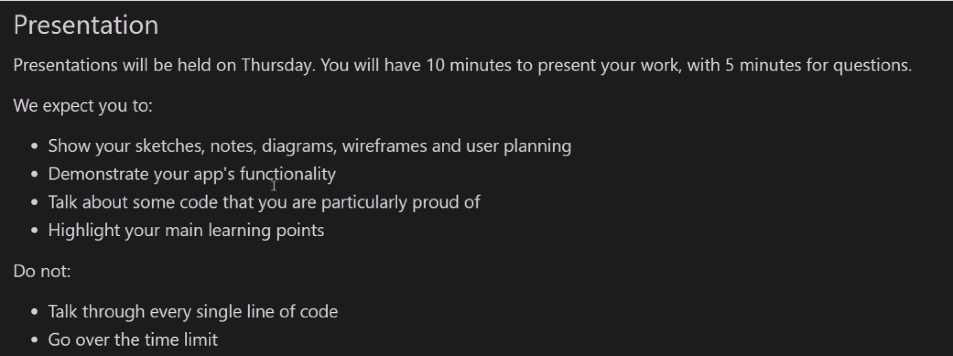 Presentation
Presentations will be held on Thursday. You will have 10 minutes to present your work, with 5 minutes for questions.
We expect you to:
• Show your sketches, notes, diagrams, wireframes and user planning
• Demonstrate your app's functionality
• Talk about some code that you are particularly proud of
• Highlight your main learning points
Do not:
• Talk through every single line of code
• Go over the time limit